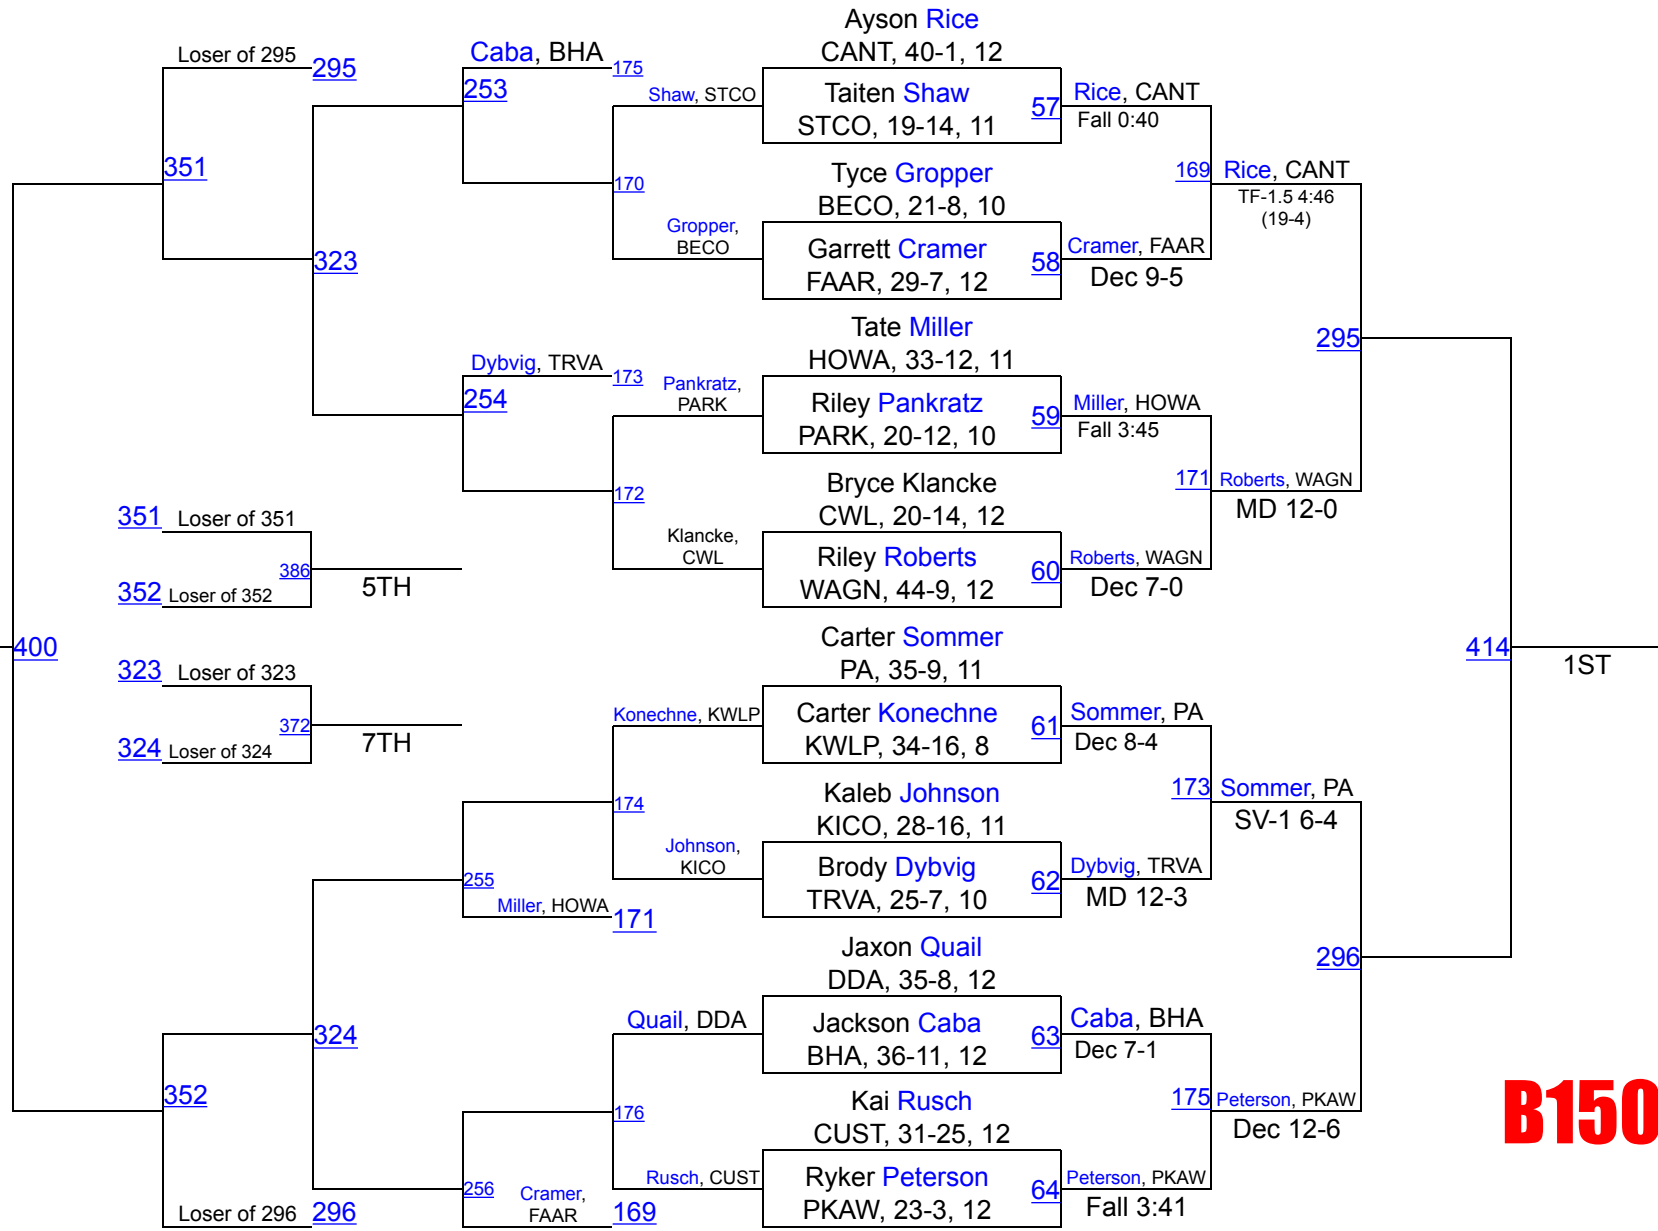 Loser of 295
295
351
323
Caba, BHA
175
253
Shaw, STCO
170
Gropper,
BECO
Dybvig, TRVA
173
254
Pankratz,
PARK
172
Klancke,
CWL
351
Loser of 351
386
5TH
352
Loser of 352
400
323
Loser of 323
372
7TH
324
Loser of 324
Konechne, KWLP
174
Johnson,
KICO
255
Miller, HOWA
171
324
352
Quail, DDA
176
Rusch, CUST
256
Cramer,
FAAR
169
Loser of 296
296
Ayson Rice
CANT, 40-1, 12
Taiten Shaw
STCO, 19-14, 11
57
Tyce Gropper
BECO, 21-8, 10
Garrett Cramer
FAAR, 29-7, 12
58
Tate Miller
HOWA, 33-12, 11
Riley Pankratz
PARK, 20-12, 10
59
Bryce Klancke
CWL, 20-14, 12
Riley Roberts
WAGN, 44-9, 12
60
Carter Sommer
PA, 35-9, 11
Carter Konechne
KWLP, 34-16, 8
61
Kaleb Johnson
KICO, 28-16, 11
Brody Dybvig
TRVA, 25-7, 10
62
Jaxon Quail
DDA, 35-8, 12
Jackson Caba
BHA, 36-11, 12
63
Kai Rusch
CUST, 31-25, 12
Ryker Peterson
PKAW, 23-3, 12
64
Rice, CANT
Fall 0:40
Cramer, FAAR
Dec 9-5
Miller, HOWA
Fall 3:45
Roberts, WAGN
Dec 7-0
Sommer, PA
Dec 8-4
Dybvig, TRVA
MD 12-3
Caba, BHA
Dec 7-1
Peterson, PKAW
Fall 3:41
169
Rice, CANT
TF-1.5 4:46
(19-4)
171
Roberts, WAGN
MD 12-0
173
Sommer, PA
SV-1 6-4
175
Peterson, PKAW
Dec 12-6
295
296
414
1ST
B150